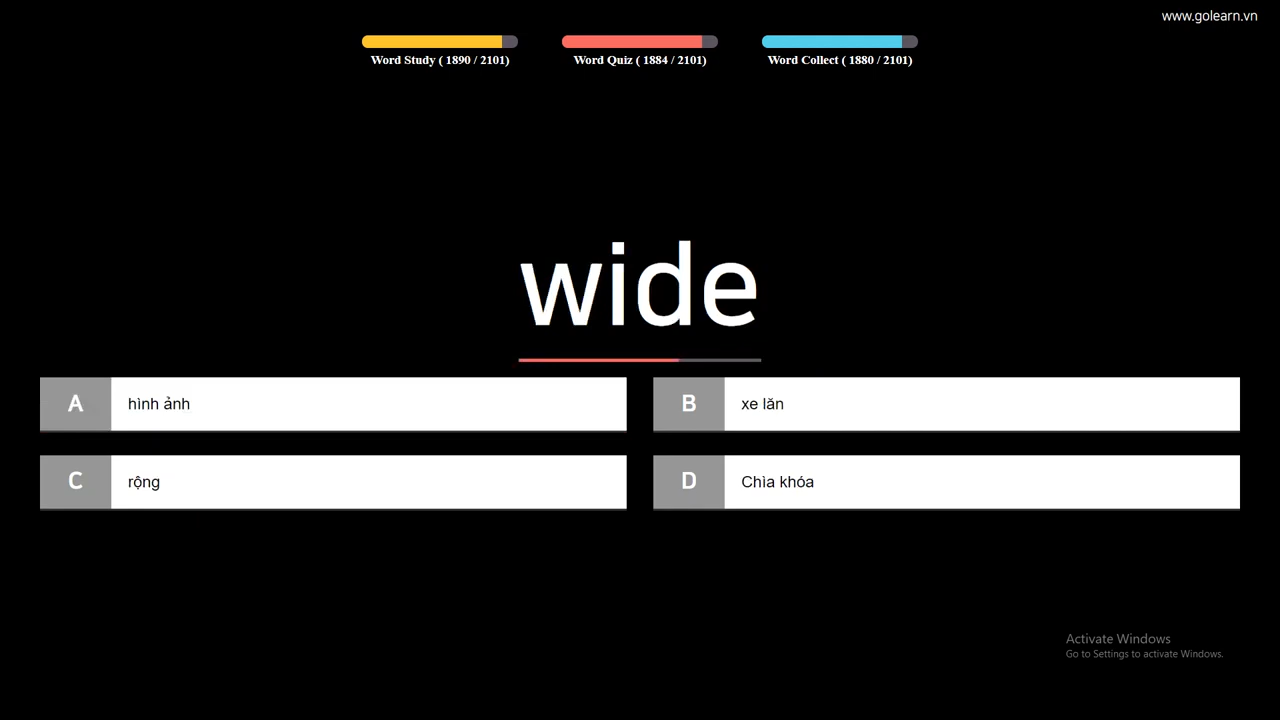 www.golearn.vn
Word Study ( 1890 / 2101) Word Quiz ( 1884 / 2101) Word Collect ( 1880 / 2101)
wide
A hình ảnh
B xe lăn
C rộng
D Chìa khóa
Activate Windows
Go to Settings to activate Windows.